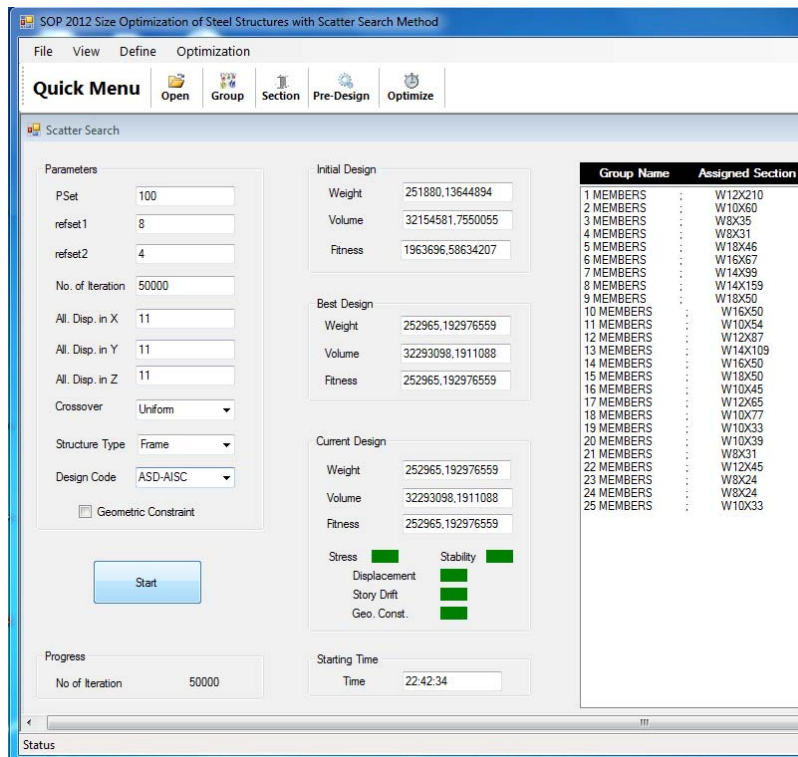 SOP 2012 Size Optimization of Steel Structures with Scatter Search Method
File View Define Optimization
Quick Menu Open Group Section Pre-Design Optimize
Scatter Search
Parameters
PSet 100
refset1 8
refset2 4
No. of Iteration 50000
All. Disp. in X 11
All. Disp. in Y 11
All. Disp. in Z 11
Crossover Uniform
Structure Type Frame
Design Code ASD-AISC
Geometric Constraint
Start
Progress
No of Iteration 50000
Initial Design
Weight 251880,13644894
Volume 32154581,7550055
Fitness 1963696,58634207
Best Design
Weight 252965,192976559
Volume 32293098,1911088
Fitness 252965,192976559
Current Design
Weight 252965,192976559
Volume 32293098,1911088
Fitness 252965,192976559
Stress Stability
Displacement
Story Drift
Geo. Const.
Starting Time
Time 22:42:34
Group Name Assigned Section
1 MEMBERS : W12X210
2 MEMBERS : W10X60
3 MEMBERS : W8X35
4 MEMBERS : W8X31
5 MEMBERS : W18X46
6 MEMBERS : W16X67
7 MEMBERS : W14X99
8 MEMBERS : W14X159
9 MEMBERS : W18X50
10 MEMBERS : W16X50
11 MEMBERS : W10X54
12 MEMBERS : W12X87
13 MEMBERS : W14X109
14 MEMBERS : W16X50
15 MEMBERS : W18X50
16 MEMBERS : W10X45
17 MEMBERS : W12X65
18 MEMBERS : W10X77
19 MEMBERS : W10X33
20 MEMBERS : W10X39
21 MEMBERS : W8X31
22 MEMBERS : W12X45
23 MEMBERS : W8X24
24 MEMBERS : W8X24
25 MEMBERS : W10X33
Status